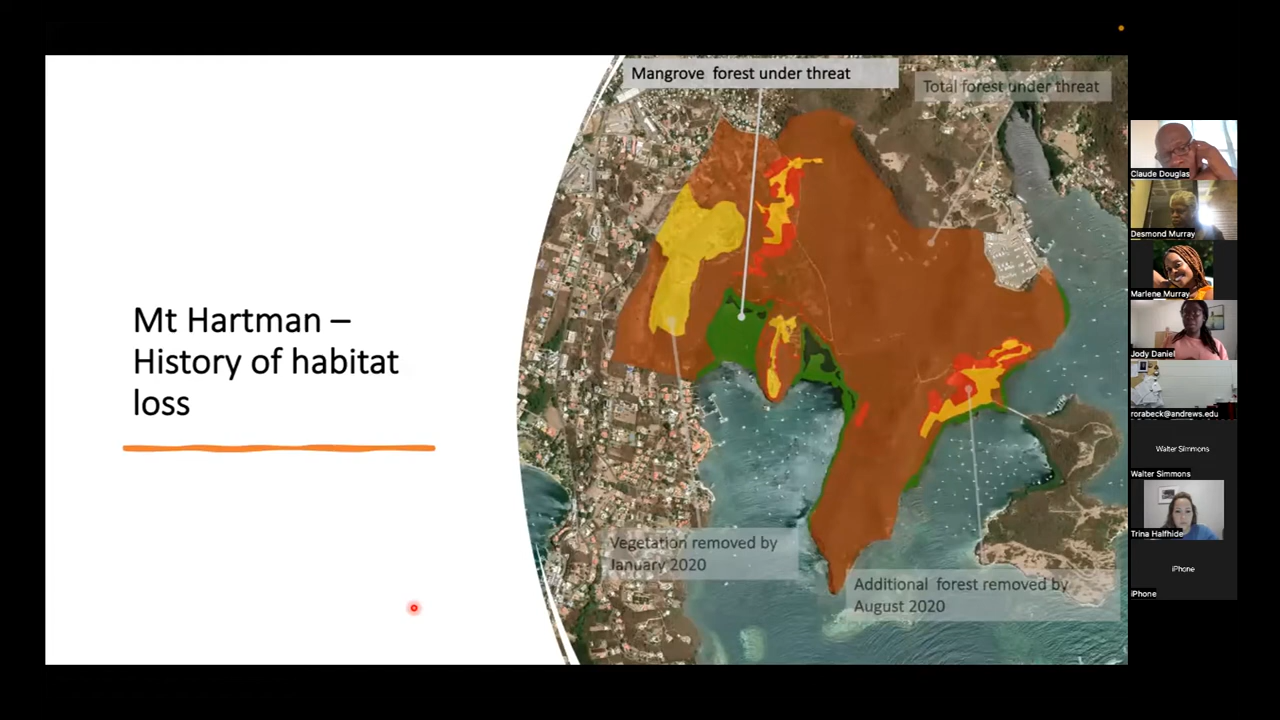 Mt Hartman –
History of habitat
loss
Mangrove forest under threat
Total forest under threat
Vegetation removed by
January 2020
Additional forest removed by
August 2020
Claude Douglas
Desmond Murray
Marlene Murray
Jody Daniel
rorabeck@andrews.edu
Walter Simmons
Walter Simmons
Trina Halfhide
iPhone
iPhone